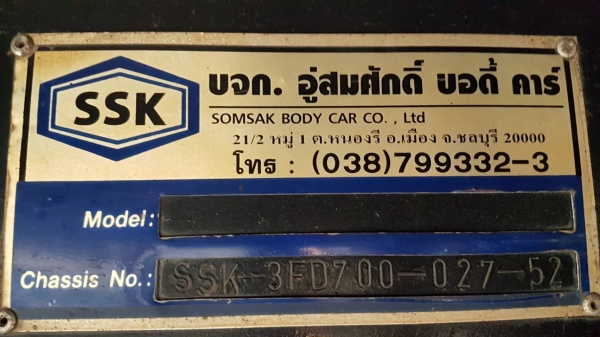 SSK
บจก. อู่สมศักดิ์ บอดี้ คาร์
SOMSAK BODY CAR CO. , Ltd
21/2 หมู่ 1 ต.หนองรี อ.เมือง จ.ชลบุรี 20000
โทร : (038)799332-3
Model:
Chassis No.: SSK-3FD700-027-52